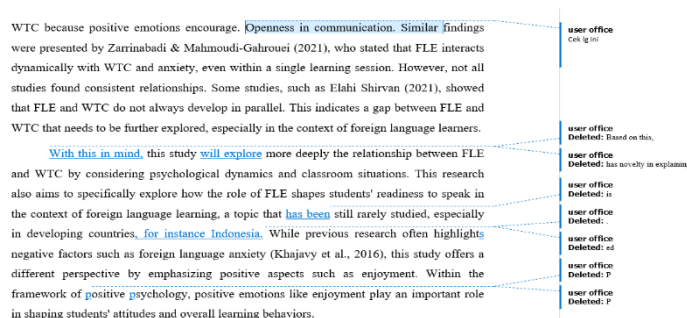 WTC because positive emotions encourage. Openness in communication. Similar findings
were presented by Zarrinabadi & Mahmoudi-Gahrouei (2021), who stated that FLE interacts
dynamically with WTC and anxiety, even within a single learning session. However, not all
studies found consistent relationships. Some studies, such as Elahi Shirvan (2021), showed
that FLE and WTC do not always develop in parallel. This indicates a gap between FLE and
WTC that needs to be further explored, especially in the context of foreign language learners.
With this in mind, this study will explore more deeply the relationship between FLE
and WTC by considering psychological dynamics and classroom situations. This research
also aims to specifically explore how the role of FLE shapes students' readiness to speak in
the context of foreign language learning, a topic that has been still rarely studied, especially
in developing countries, for instance Indonesia. While previous research often highlights
negative factors such as foreign language anxiety (Khajavy et al., 2016), this study offers a
different perspective by emphasizing positive aspects such as enjoyment. Within the
framework of positive psychology, positive emotions like enjoyment play an important role
in shaping students' attitudes and overall learning behaviors.
user office
Cek lg ini
user office
Deleted: Based on this,
user office
Deleted: has novelty in explainin
user office
Deleted: is
user office
Deleted: .
user office
Deleted: ed
user office
Deleted: P
user office
Deleted: P